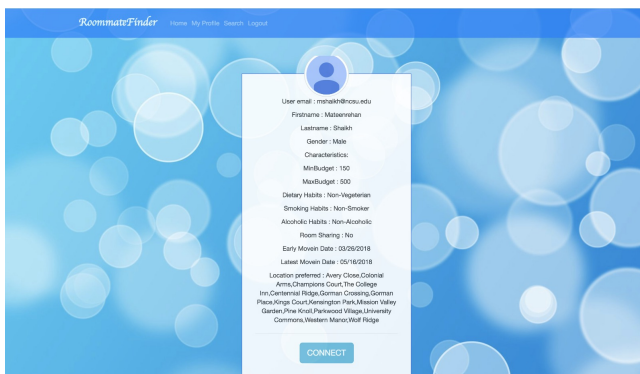 RoommateFinder Home My Profile Search Logout
User email : mshaikh@ncsu.edu
Firstname : Mateenrehan
Lastname : Shaikh
Gender : Male
Characteristics:
MinBudget : 150
MaxBudget : 500
Dietary Habits : Non-Vegeterian
Smoking Habits : Non-Smoker
Alcoholic Habits : Non-Alcoholic
Room Sharing : No
Early Movein Date : 03/26/2018
Latest Movein Date : 05/16/2018
Location preferred : Avery Close,Colonial
Arms,Champions Court,The College
Inn,Centennial Ridge,Gorman Crossing,Gorman
Place,Kings Court,Kensington Park,Mission Valley
Garden,Pine Knoll,Parkwood Village,University
Commons,Western Manor,Wolf Ridge
CONNECT